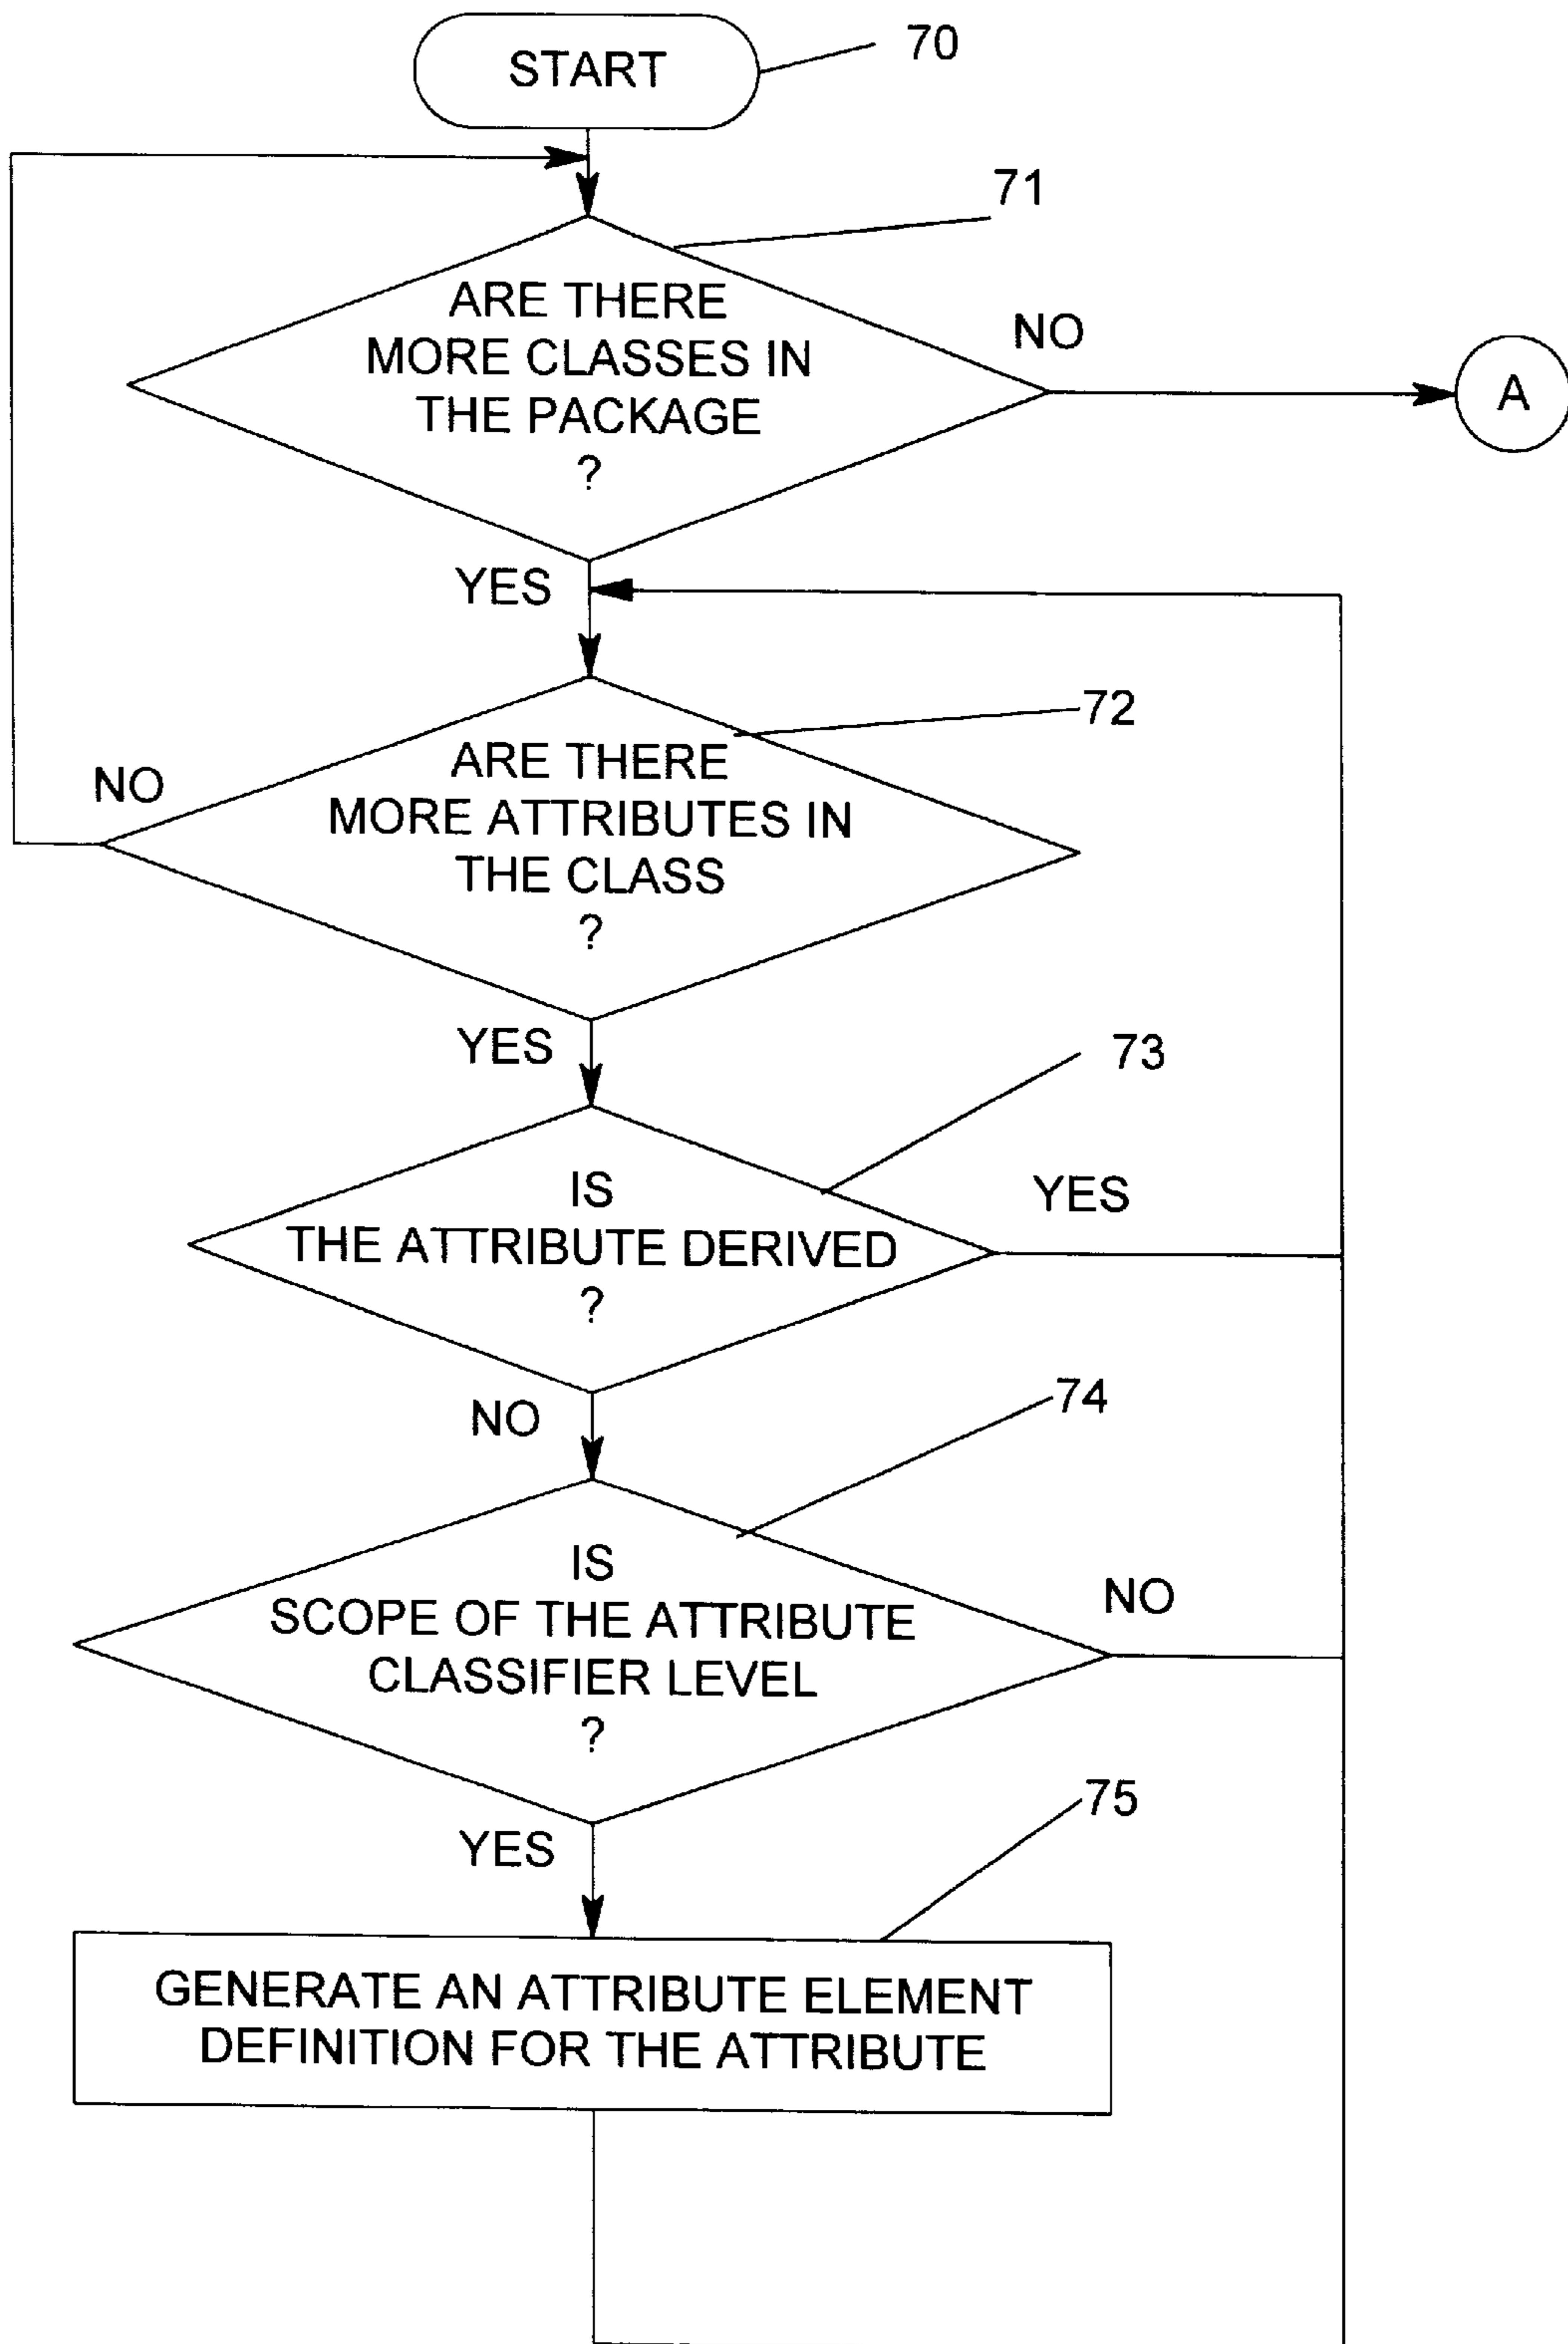 START
70
71
ARE THERE
MORE CLASSES IN
THE PACKAGE
?
NO
A
YES
72
ARE THERE
MORE ATTRIBUTES IN
THE CLASS
?
NO
YES
73
IS
THE ATTRIBUTE DERIVED
?
YES
NO
74
IS
SCOPE OF THE ATTRIBUTE
CLASSIFIER LEVEL
?
NO
YES
75
GENERATE AN ATTRIBUTE ELEMENT
DEFINITION FOR THE ATTRIBUTE